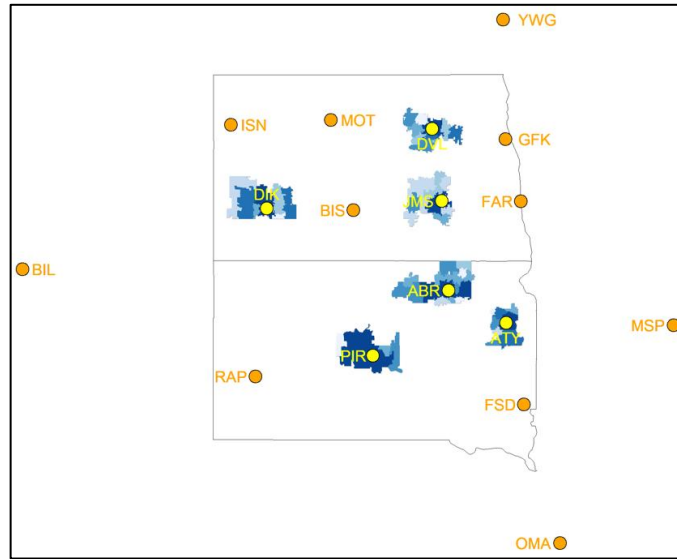 YWG
ISN
MOT
DVL
GFK
DIK
BIS
JMS
FAR
BIL
ABR
ATY
MSP
PIR
RAP
FSD
OMA